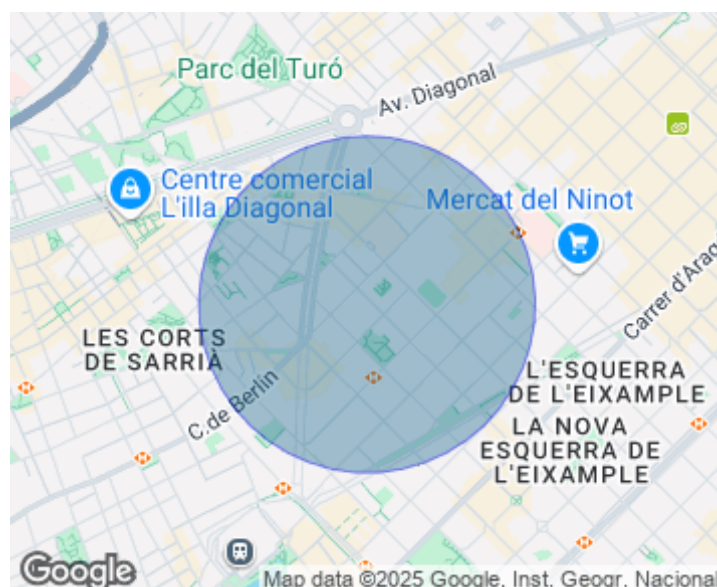 Parc del Turó
Av. Diagonal
Centre comercial
L'illa Diagonal
Mercat del Ninot
Carrer d'Arag
LES CORTS
DE SARRIÀ
L'ESQUERRA
DE L'EIXAMPLE
C.de Berlin
LA NOVA
ESQUERRA DE
L'EIXAMPLE
Google
Map data ©2025 Google, Inst. Geogr. Nacional